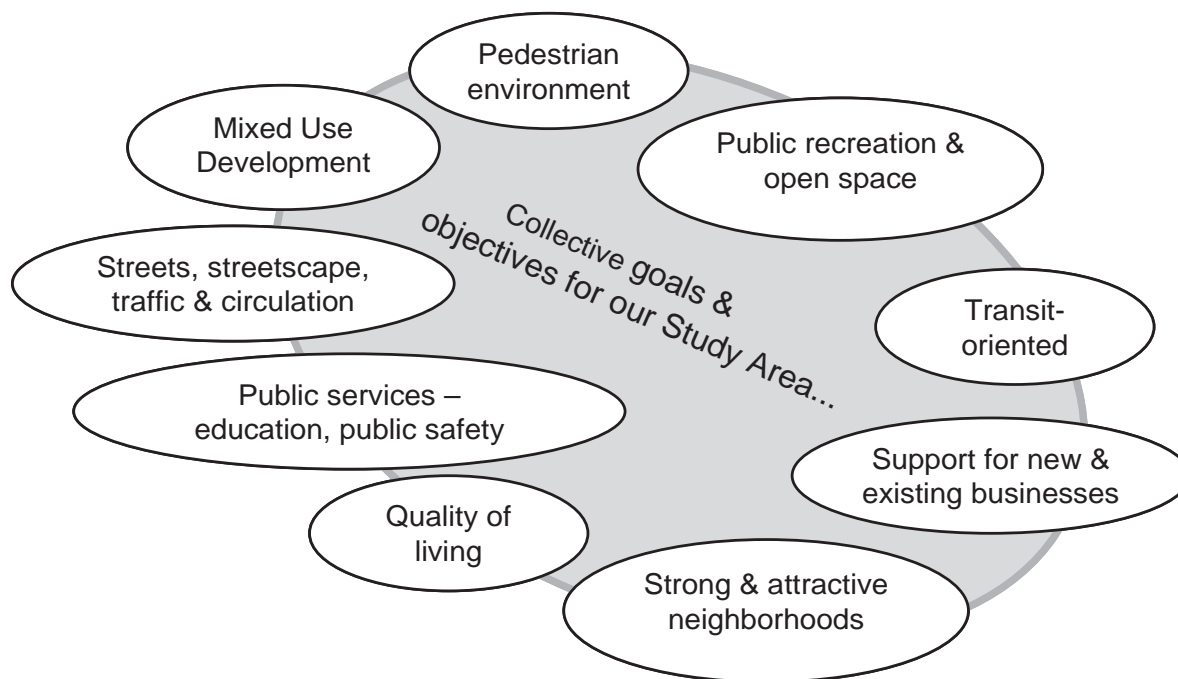 Pedestrian
environment
Mixed Use
Development
Public recreation &
open space
Collective goals &
objectives for our Study Area...
Streets, streetscape,
traffic & circulation
Transit-
oriented
Public services –
education, public safety
Support for new &
existing businesses
Quality of
living
Strong & attractive
neighborhoods